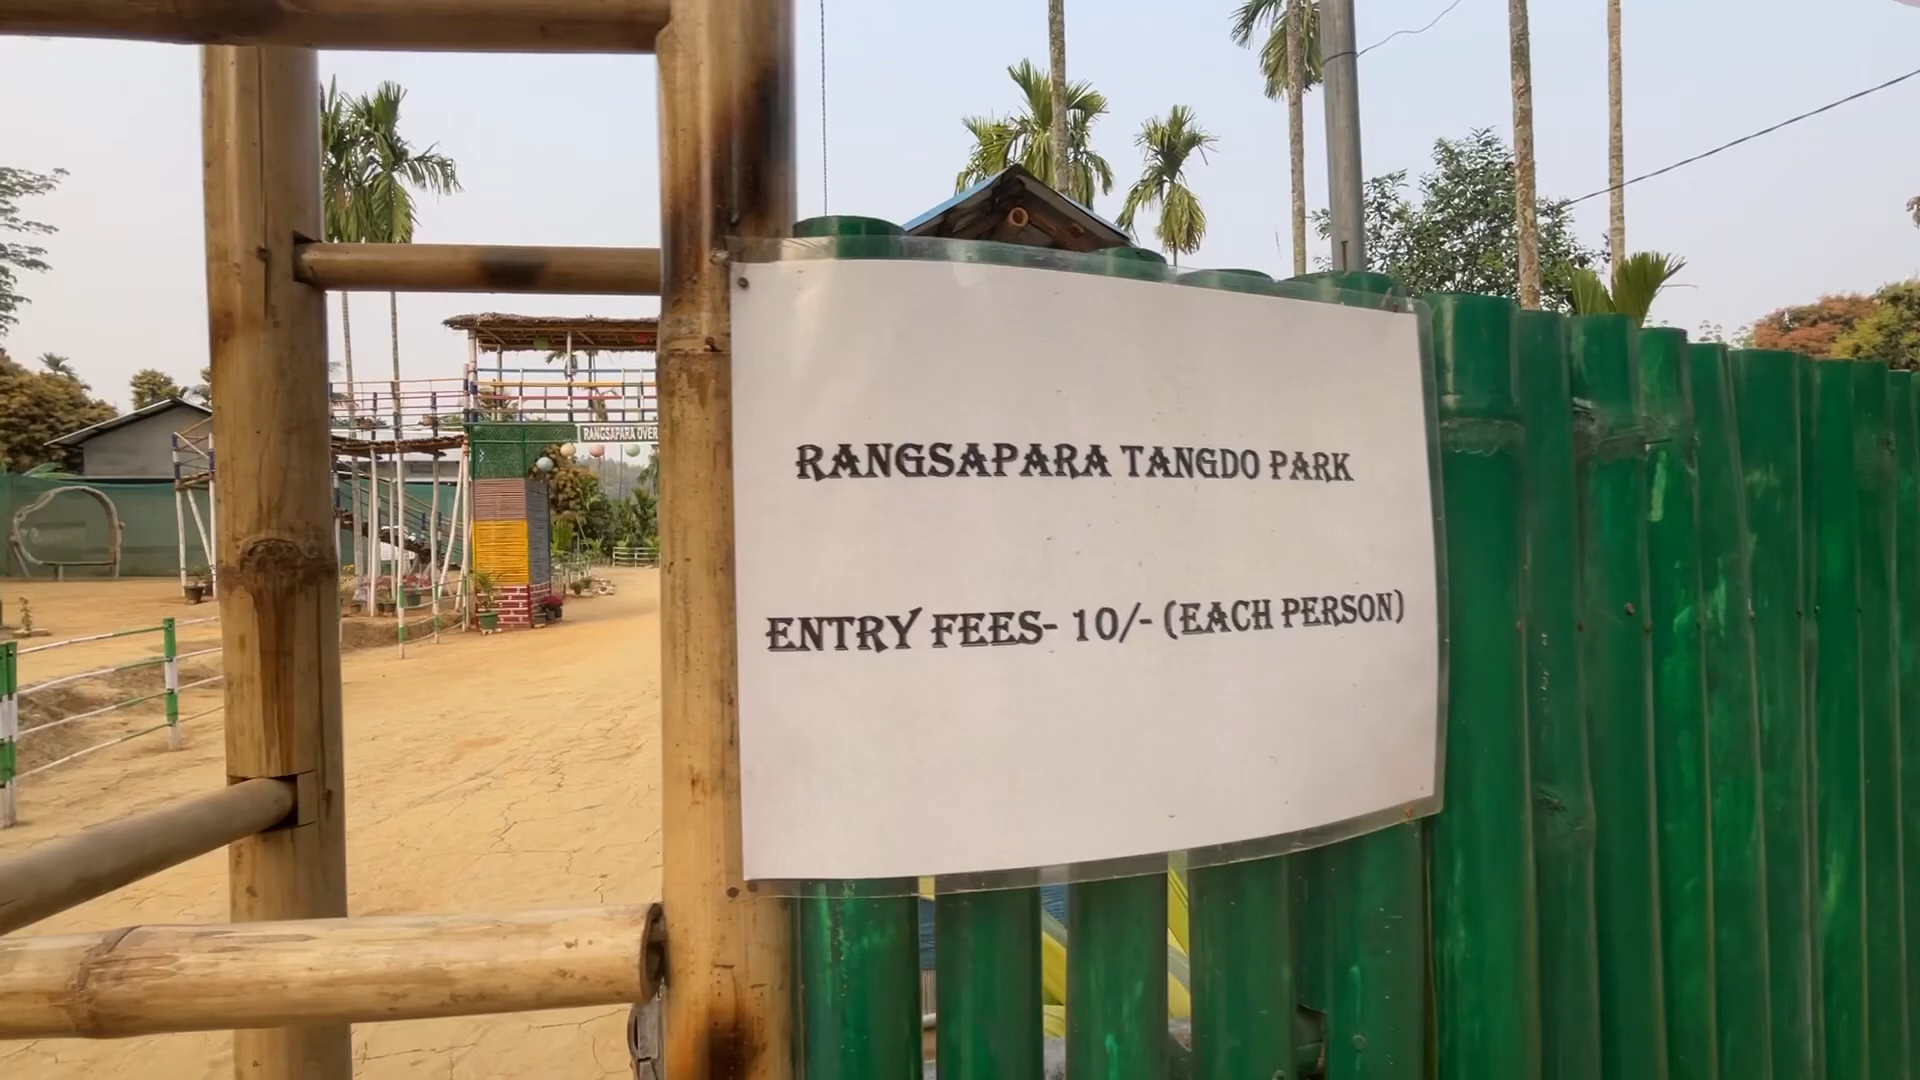 RANGSAPARA OVER
RANGSAPARA TANGDO PARK
ENTRY FEES- 10/- (EACH PERSON)